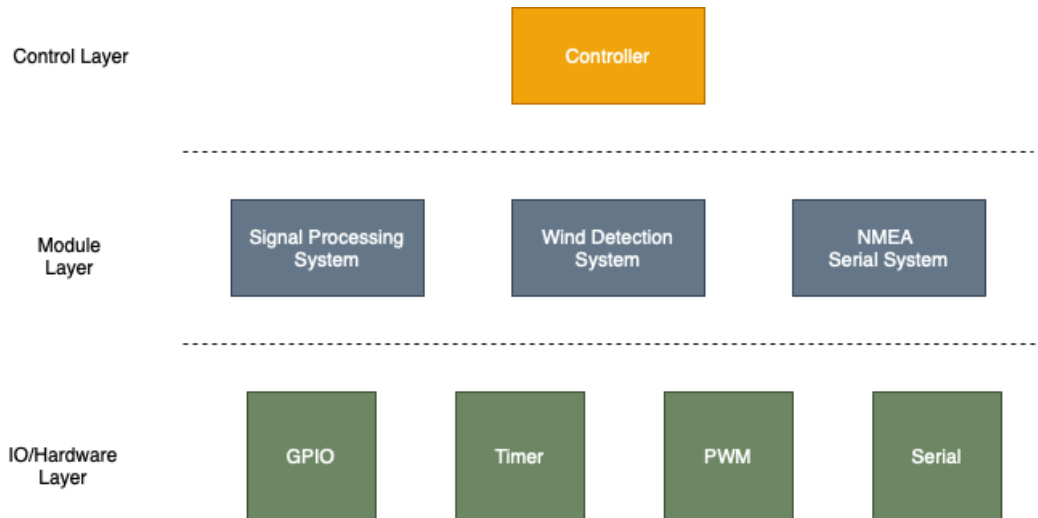 Control Layer
Controller
Module
Layer
Signal Processing
System
Wind Detection
System
NMEA
Serial System
IO/Hardware
Layer
GPIO
Timer
PWM
Serial